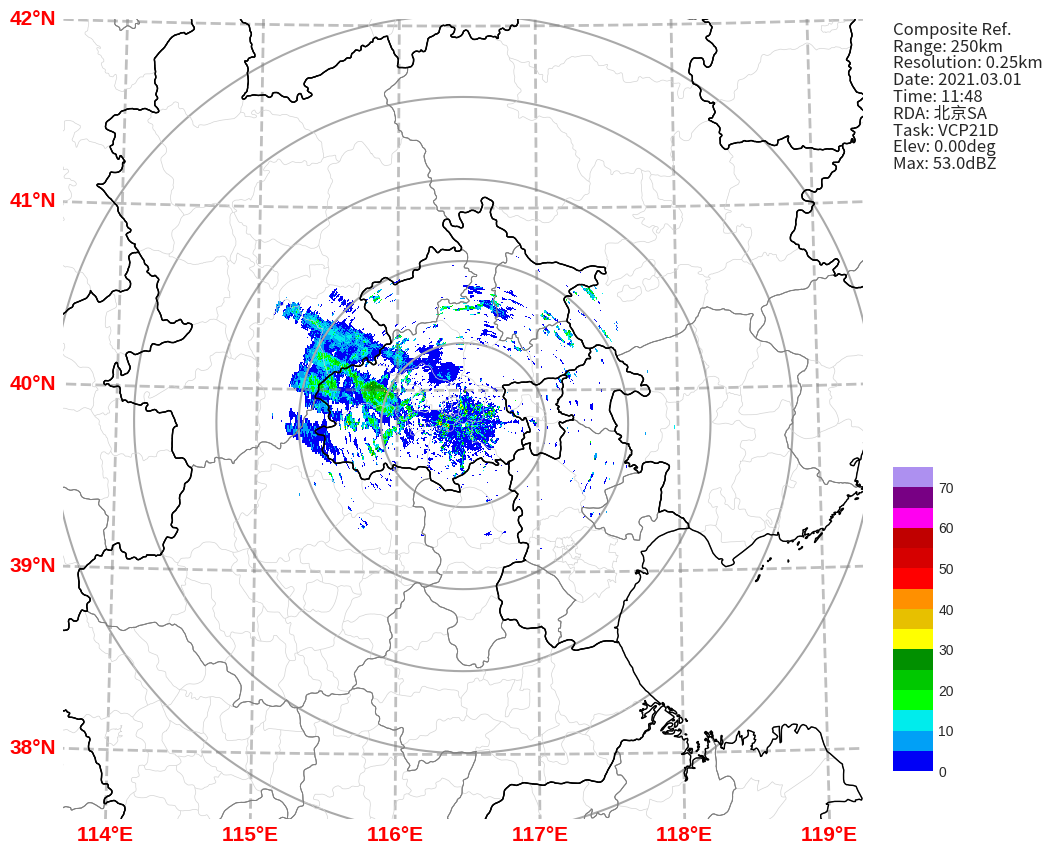 Composite Ref.
Range: 250km
Resolution: 0.25km
Date: 2021.03.01
Time: 11:48
RDA: 北京SA
Task: VCP21D
Elev: 0.00deg
Max: 53.0dBZ
42°N
41°N
40°N
39°N
38°N
114°E
115°E
116°E
117°E
118°E
119°E
70
60
50
40
30
20
10
0